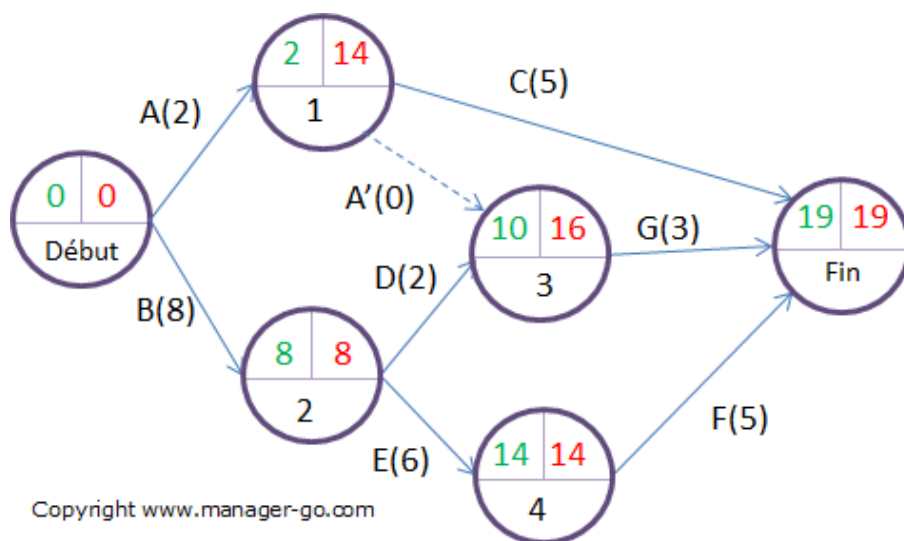 2 14
1
A(2)
C(5)
A'(0)
0 0
Début
10 16
3
G(3)
19 19
Fin
D(2)
B(8)
8 8
2
E(6)
14 14
4
F(5)
Copyright www.manager-go.com